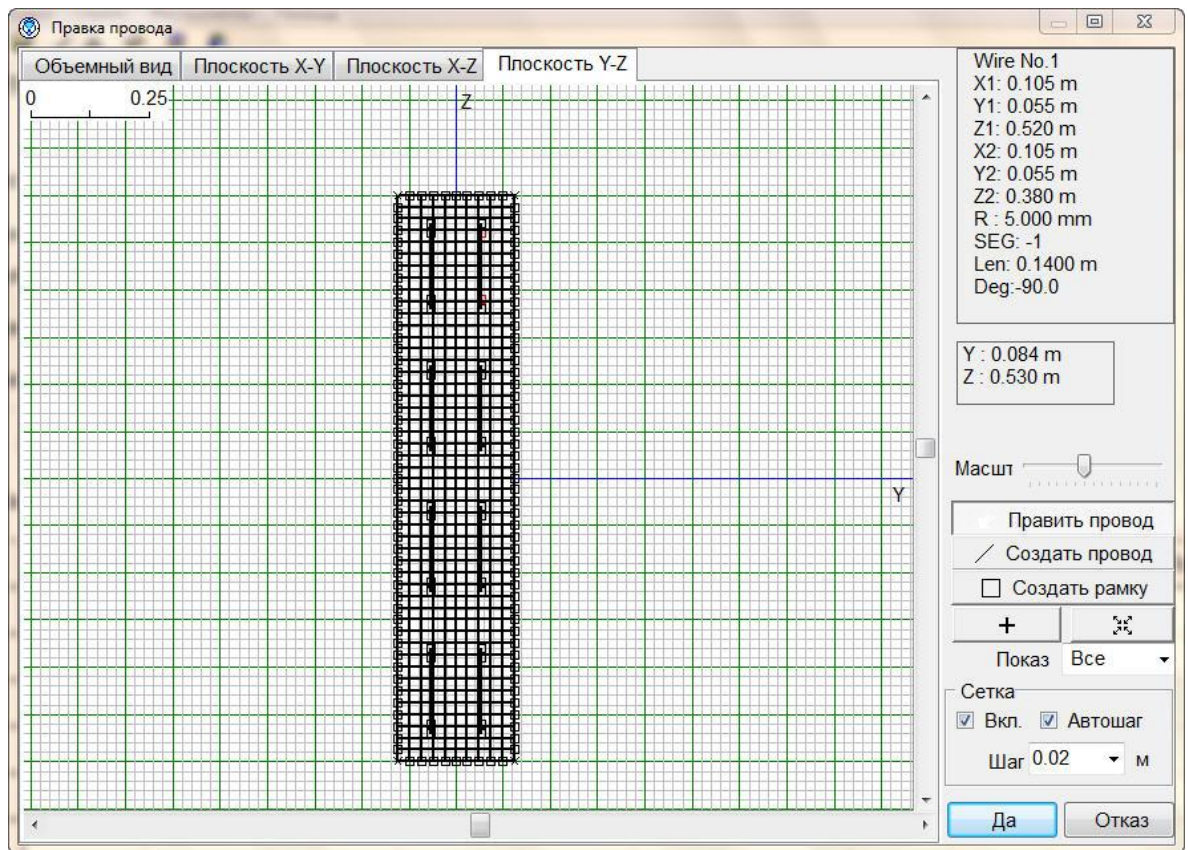 Правка провода
Объемный вид
Плоскость X-Y
Плоскость X-Z
Плоскость Y-Z
0 0.25
Z
Y
Wire No.1
X1: 0.105 m
Y1: 0.055 m
Z1: 0.520 m
X2: 0.105 m
Y2: 0.055 m
Z2: 0.380 m
R : 5.000 mm
SEG: -1
Len: 0.1400 m
Deg:-90.0
Y : 0.084 m
Z : 0.530 m
Масшт
Править провод
Создать провод
Создать рамку
+
Показ Все
Сетка
Вкл. Автошаг
Шаг 0.02 м
Да Отказ